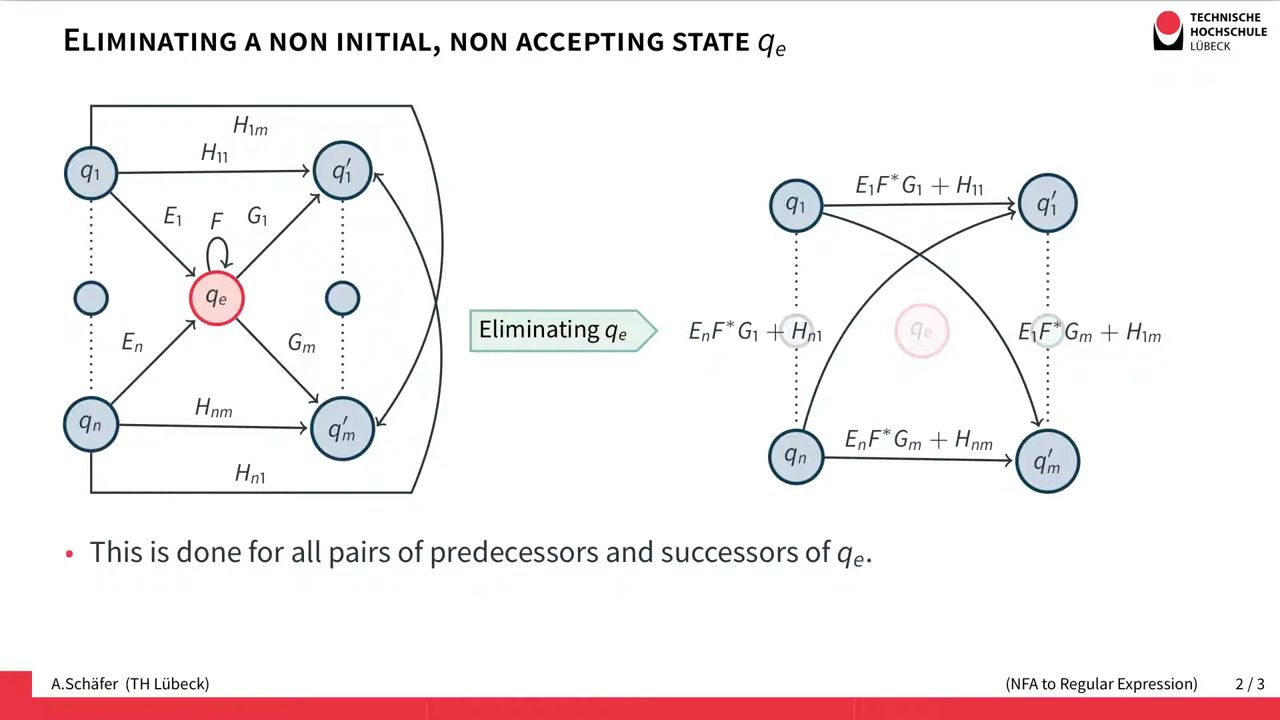 ELIMINATING A NON INITIAL, NON ACCEPTING STATE qₑ
TECHNISCHE
HOCHSCHULE
LÜBECK
H₁ₘ
H₁₁
q₁
q′₁
E₁
F
G₁
qₑ
Eₙ
Gₘ
Hₙₘ
qₙ
q′ₘ
Hₙ₁
Eliminating qₑ
E₁F*G₁ + H₁₁
q₁
q′₁
EₙF*G₁ + Hₙ₁
qₑ
E₁F*Gₘ + H₁ₘ
EₙF*Gₘ + Hₙₘ
qₙ
q′ₘ
• This is done for all pairs of predecessors and successors of qₑ.
A.Schäfer (TH Lübeck)
(NFA to Regular Expression)
2 / 3